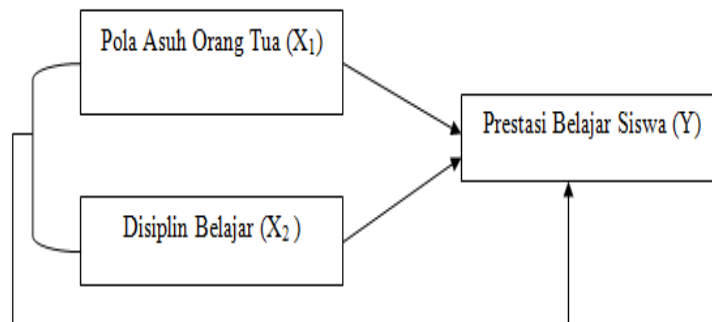 Pola Asuh Orang Tua (X₁)
Prestasi Belajar Siswa (Y)
Disiplin Belajar (X₂ )